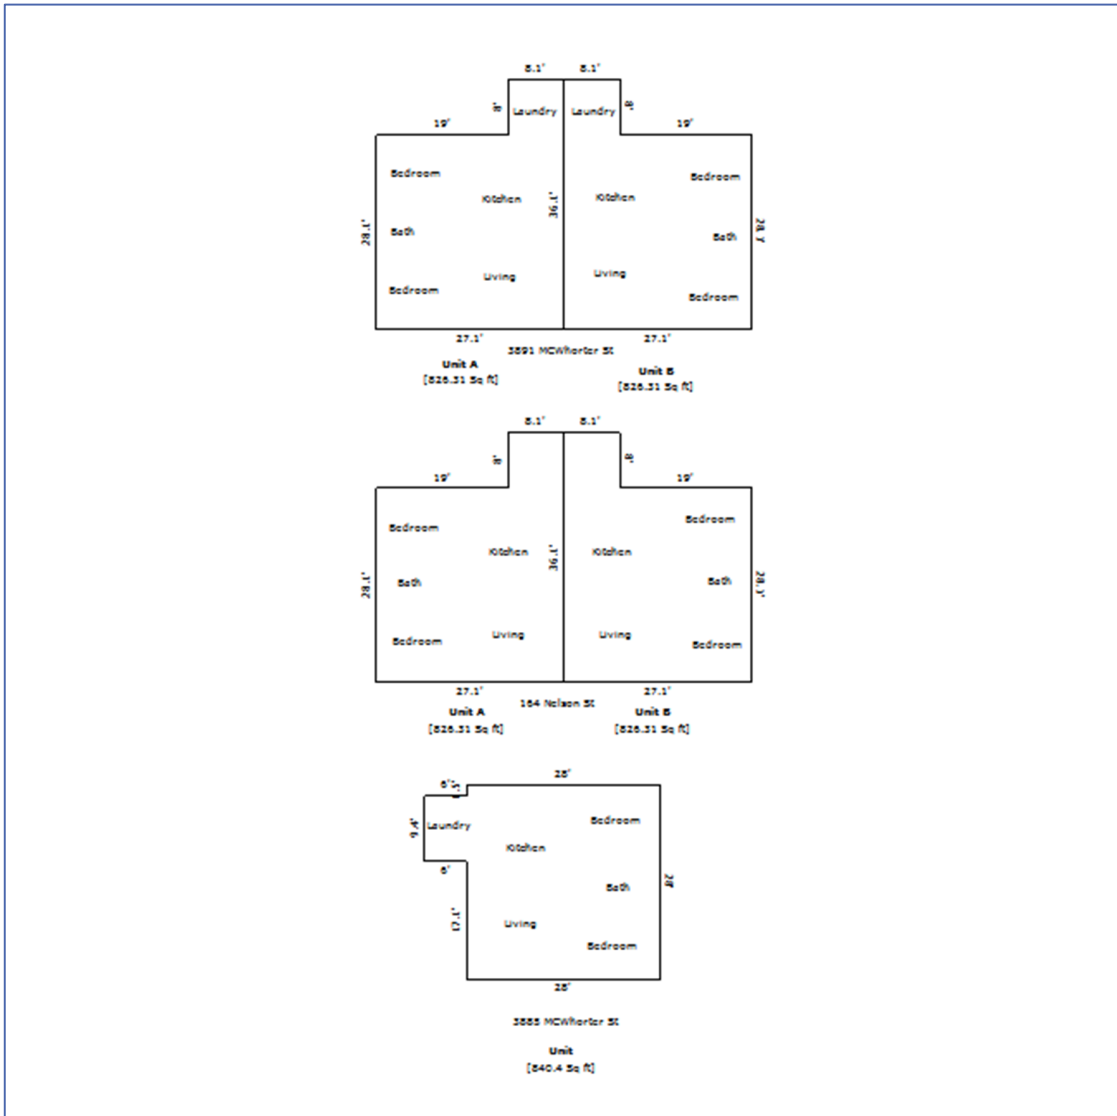 8.1' 8.1'
8' Laundry Laundry 8'
19' 19'
Bedroom Bedroom
Kitchen 36.1' Kitchen
28.1' Bath Bath 28.1'
Living Living
Bedroom Bedroom
27.1' 27.1'
3891 MCWhorter St
Unit A Unit B
[826.31 Sq ft] [826.31 Sq ft]
8.1' 8.1'
8' 8'
19' 19'
Bedroom Bedroom
Kitchen 36.1' Kitchen
28.1' Bath Bath 28.1'
Living Living
Bedroom Bedroom
27.1' 27.1'
164 Nelson St
Unit A Unit B
[826.31 Sq ft] [826.31 Sq ft]
28'
6'
9.4' Laundry Bedroom
Kitchen
6' Bath 28'
17.1' Living
Bedroom
28'
3885 MCWhorter St
Unit
[840.4 Sq ft]